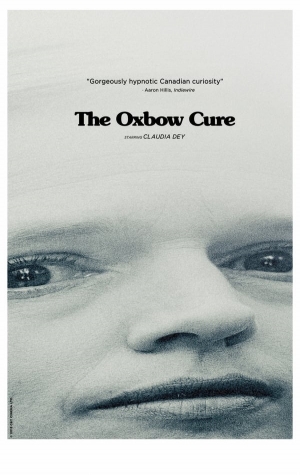 "Gorgeously hypnotic Canadian curiosity"
- Aaron Hillis, Indiewire
The Oxbow Cure
STARRING CLAUDIA DEY